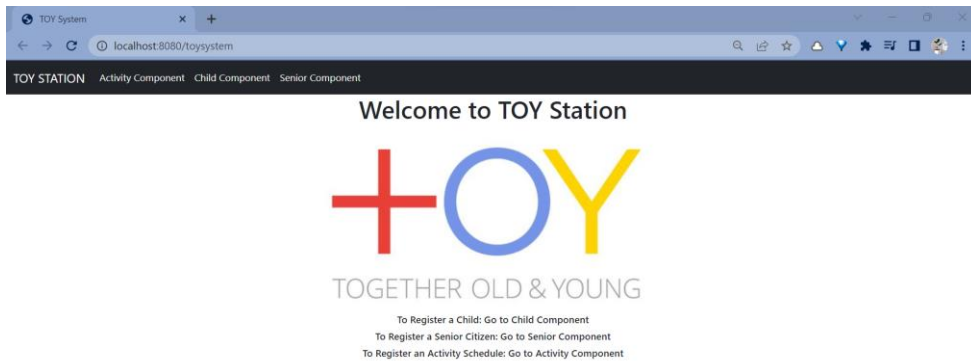 TOY System
localhost:8080/toysystem
TOY STATION Activity Component Child Component Senior Component
Welcome to TOY Station
TOY
TOGETHER OLD & YOUNG
To Register a Child: Go to Child Component
To Register a Senior Citizen: Go to Senior Component
To Register an Activity Schedule: Go to Activity Component